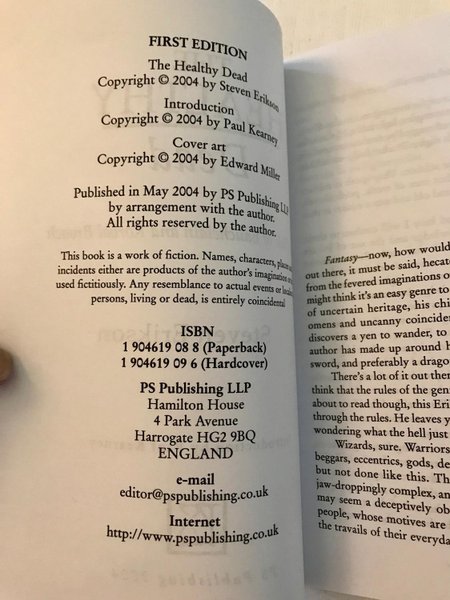 FIRST EDITION
The Healthy Dead
Copyright © 2004 by Steven Erikson
Introduction
Copyright © 2004 by Paul Kearney
Cover art
Copyright © 2004 by Edward Miller
Published in May 2004 by PS Publishing LLP
by arrangement with the author.
All rights reserved by the author.
This book is a work of fiction. Names, characters, places
incidents either are products of the author's imagination
used fictitiously. Any resemblance to actual events or
persons, living or dead, is entirely coincidental
ISBN
1 904619 08 8 (Paperback)
1 904619 09 6 (Hardcover)
PS Publishing LLP
Hamilton House
4 Park Avenue
Harrogate HG2 9BQ
ENGLAND
e-mail
editor@pspublishing.co.uk
Internet
http://www.pspublishing.co.uk
Fantasy—now, how would
out there, it must be said, hecat
from the fevered imaginations o
might think it's an easy genre to
of uncertain heritage, his chi
omens and uncanny coincider
discovers a yen to wander, to
author has made up around h
sword, and preferably a drago
There's a lot of it out ther
think that the rules of the gen
about to read though, this Eri
through the rules. He leaves y
wondering what the hell just
Wizards, sure. Warriors
beggars, eccentrics, gods, de
but not done like this. Th
jaw-droppingly complex, an
may seem a deceptively ob
people, whose motives are
the travails of their everyda